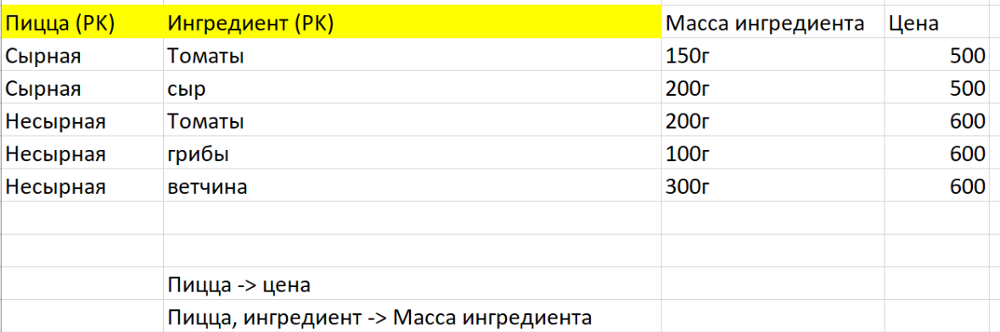 Пицца (PK) Ингредиент (PK) Масса ингредиента Цена
Сырная Томаты 150г 500
Сырная сыр 200г 500
Несырная Томаты 200г 600
Несырная грибы 100г 600
Несырная ветчина 300г 600
Пицца -> цена
Пицца, ингредиент -> Масса ингредиента